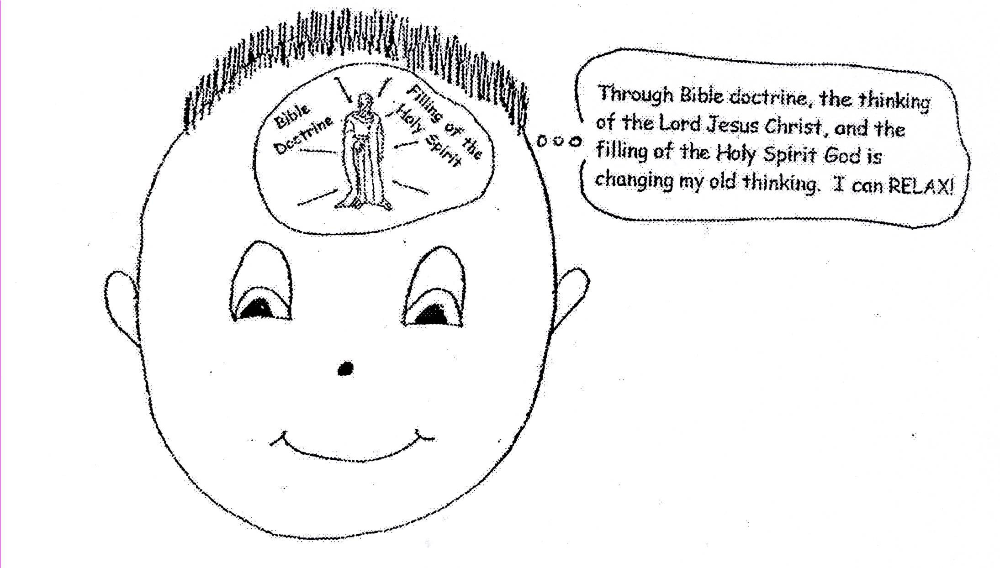 Bible
Doctrine
Filling of the
Holy Spirit
Through Bible doctrine, the thinking
of the Lord Jesus Christ, and the
filling of the Holy Spirit God is
changing my old thinking.  I can RELAX!